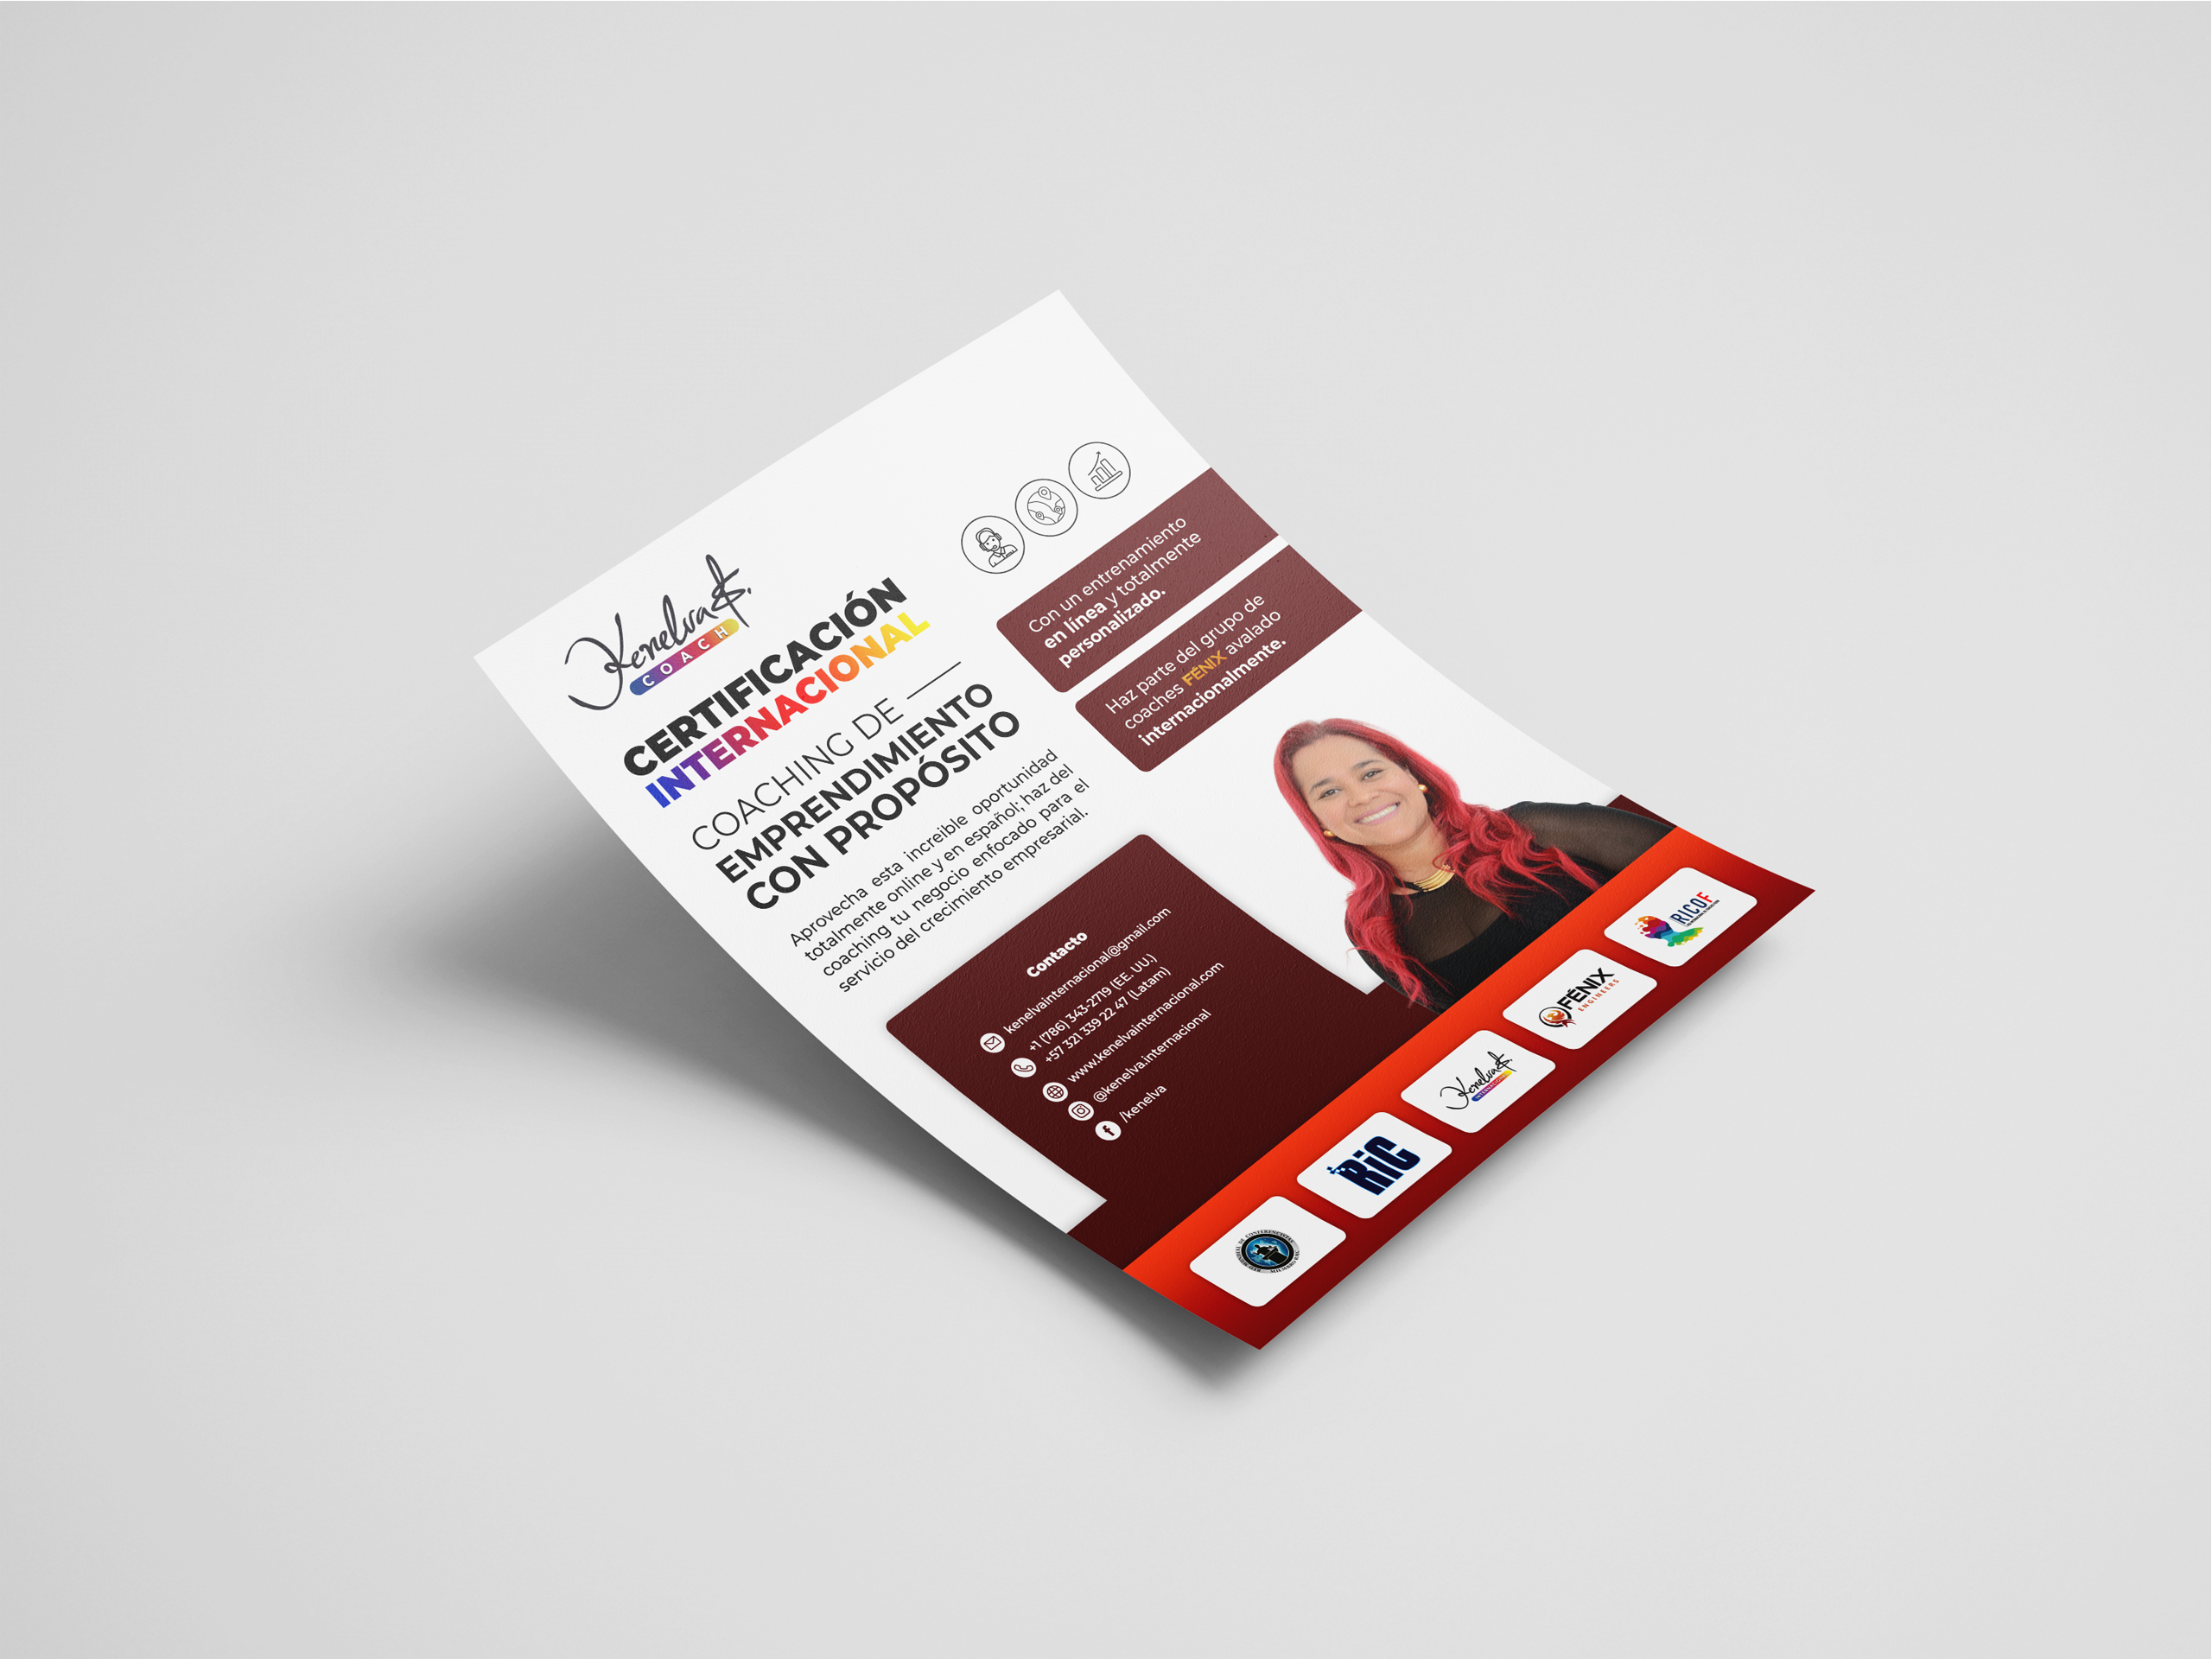 Kenelva
COACH
CERTIFICACIÓN
INTERNACIONAL
COACHING DE
EMPRENDIMIENTO
CON PROPÓSITO
Aprovecha esta increible oportunidad
totalmente online y en español; haz del
coaching tu negocio enfocado para el
servicio del crecimiento empresarial.
Con un entrenamiento
en línea y totalmente
personalizado.
Haz parte del grupo de
coaches FÉNIX avalado
internacionalmente.
Contacto
kenelvainternacional@gmail.com
+1 (786) 343-2719 (EE. UU.)
+57 321 339 22 47 (Latam)
www.kenelvainternacional.com
@kenelva.internacional
/kenelva
RIC
Kenelva
FÉNIX
ENGINEERS
RICOF